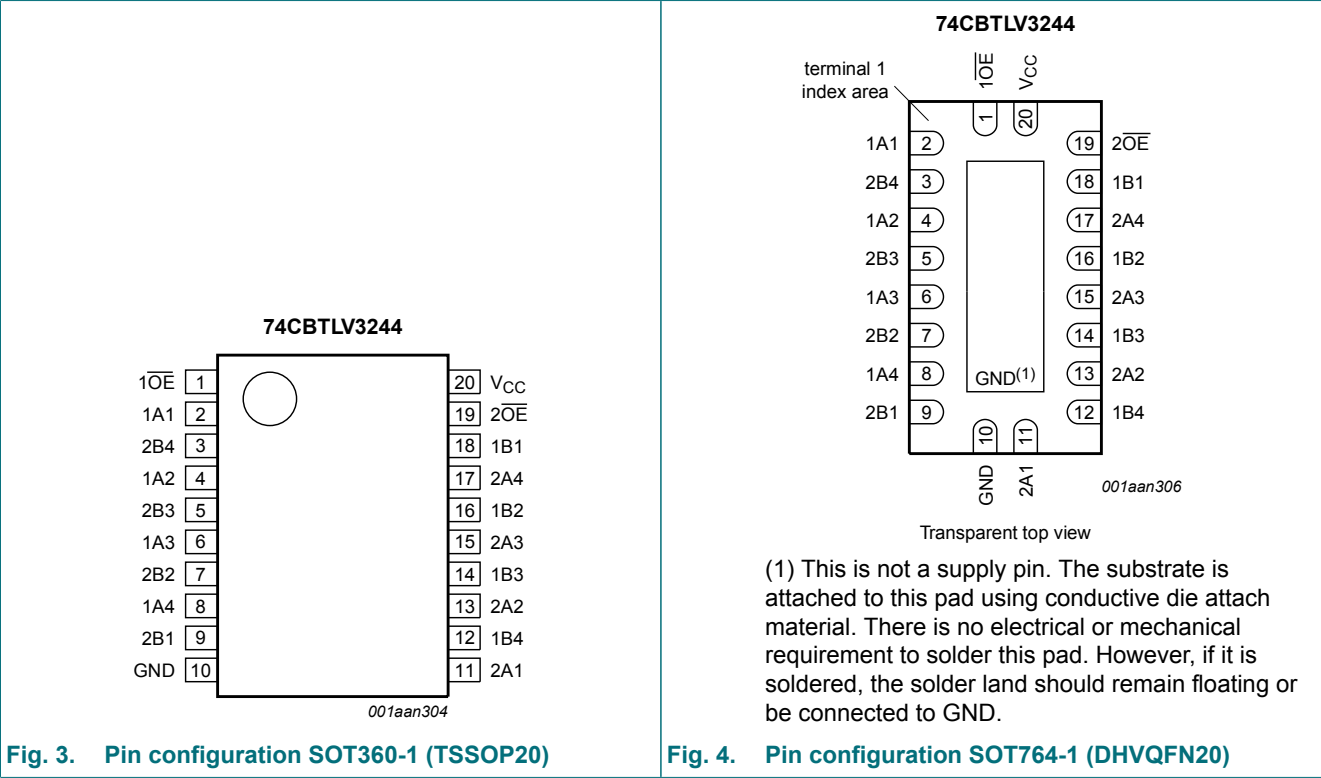 74CBTLV3244
1OE 1
1A1 2
2B4 3
1A2 4
2B3 5
1A3 6
2B2 7
1A4 8
2B1 9
GND 10
20 VCC
19 2OE
18 1B1
17 2A4
16 1B2
15 2A3
14 1B3
13 2A2
12 1B4
11 2A1
001aan304
Fig. 3. Pin configuration SOT360-1 (TSSOP20)
74CBTLV3244
terminal 1
index area
1OE
VCC
1
20
1A1 2
2B4 3
1A2 4
2B3 5
1A3 6
2B2 7
1A4 8
2B1 9
19 2OE
18 1B1
17 2A4
16 1B2
15 2A3
14 1B3
13 2A2
12 1B4
GND(1)
10
11
GND
2A1
001aan306
Transparent top view
(1) This is not a supply pin. The substrate is
attached to this pad using conductive die attach
material. There is no electrical or mechanical
requirement to solder this pad. However, if it is
soldered, the solder land should remain floating or
be connected to GND.
Fig. 4. Pin configuration SOT764-1 (DHVQFN20)